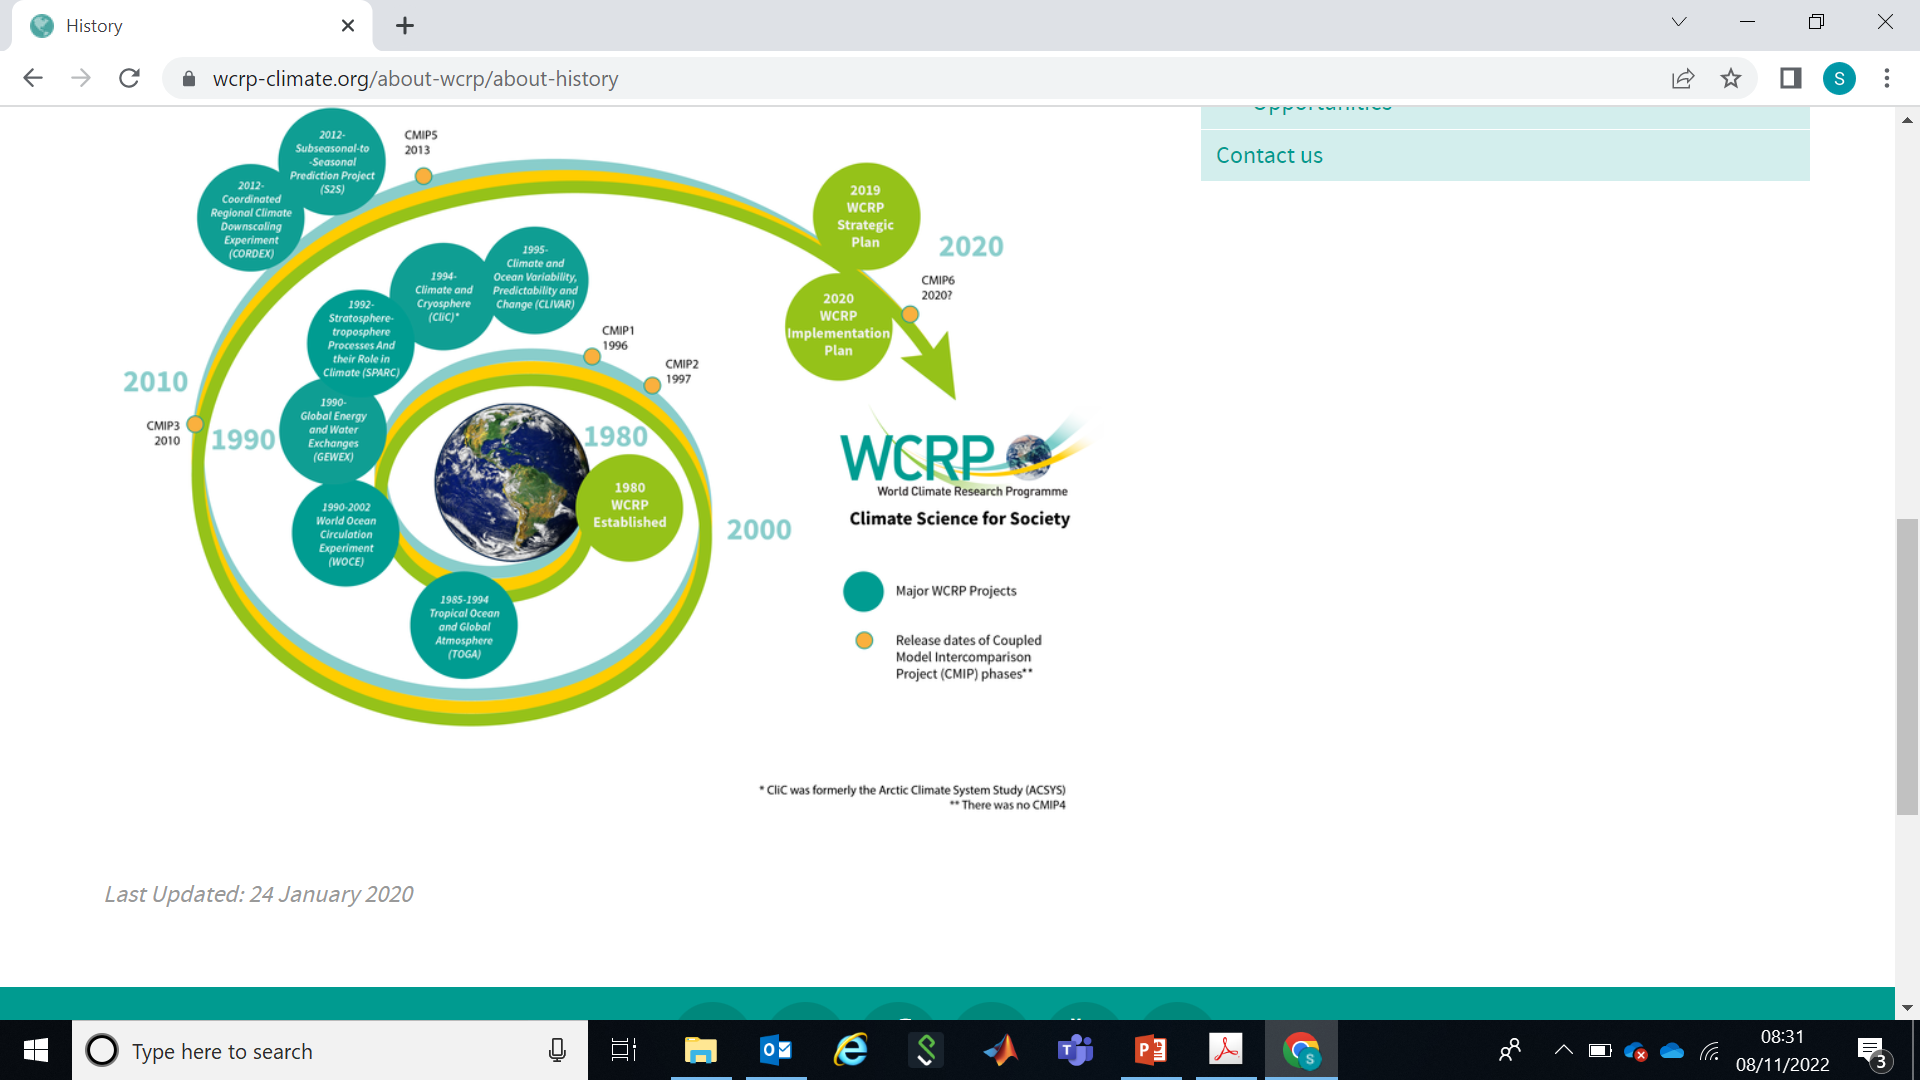 History
wcrp-climate.org/about-wcrp/about-history
S
Contact us
2012-
Subseasonal-to
-Seasonal
Prediction Project
(S2S)
CMIP5
2013
2012-
Coordinated
Regional Climate
Downscaling
Experiment
(CORDEX)
2019
WCRP
Strategic
Plan
2020
CMIP6
2020?
2020
WCRP
Implementation
Plan
1995-
Climate and
Ocean Variability,
Predictability and
Change (CLIVAR)
1994-
Climate and
Cryosphere
(CliC)*
1992-
Stratosphere-
troposphere
Processes And
their Role in
Climate (SPARC)
CMIP1
1996
CMIP2
1997
2010
CMIP3
2010
1990
1990-
Global Energy
and Water
Exchanges
(GEWEX)
1980
1980
WCRP
Established
1990-2002
World Ocean
Circulation
Experiment
(WOCE)
2000
1985-1994
Tropical Ocean
and Global
Atmosphere
(TOGA)
WCRP
World Climate Research Programme
Climate Science for Society
Major WCRP Projects
Release dates of Coupled
Model Intercomparison
Project (CMIP) phases**
* CliC was formerly the Arctic Climate System Study (ACSYS)
** There was no CMIP4
Last Updated: 24 January 2020
Type here to search
08:31
08/11/2022
3